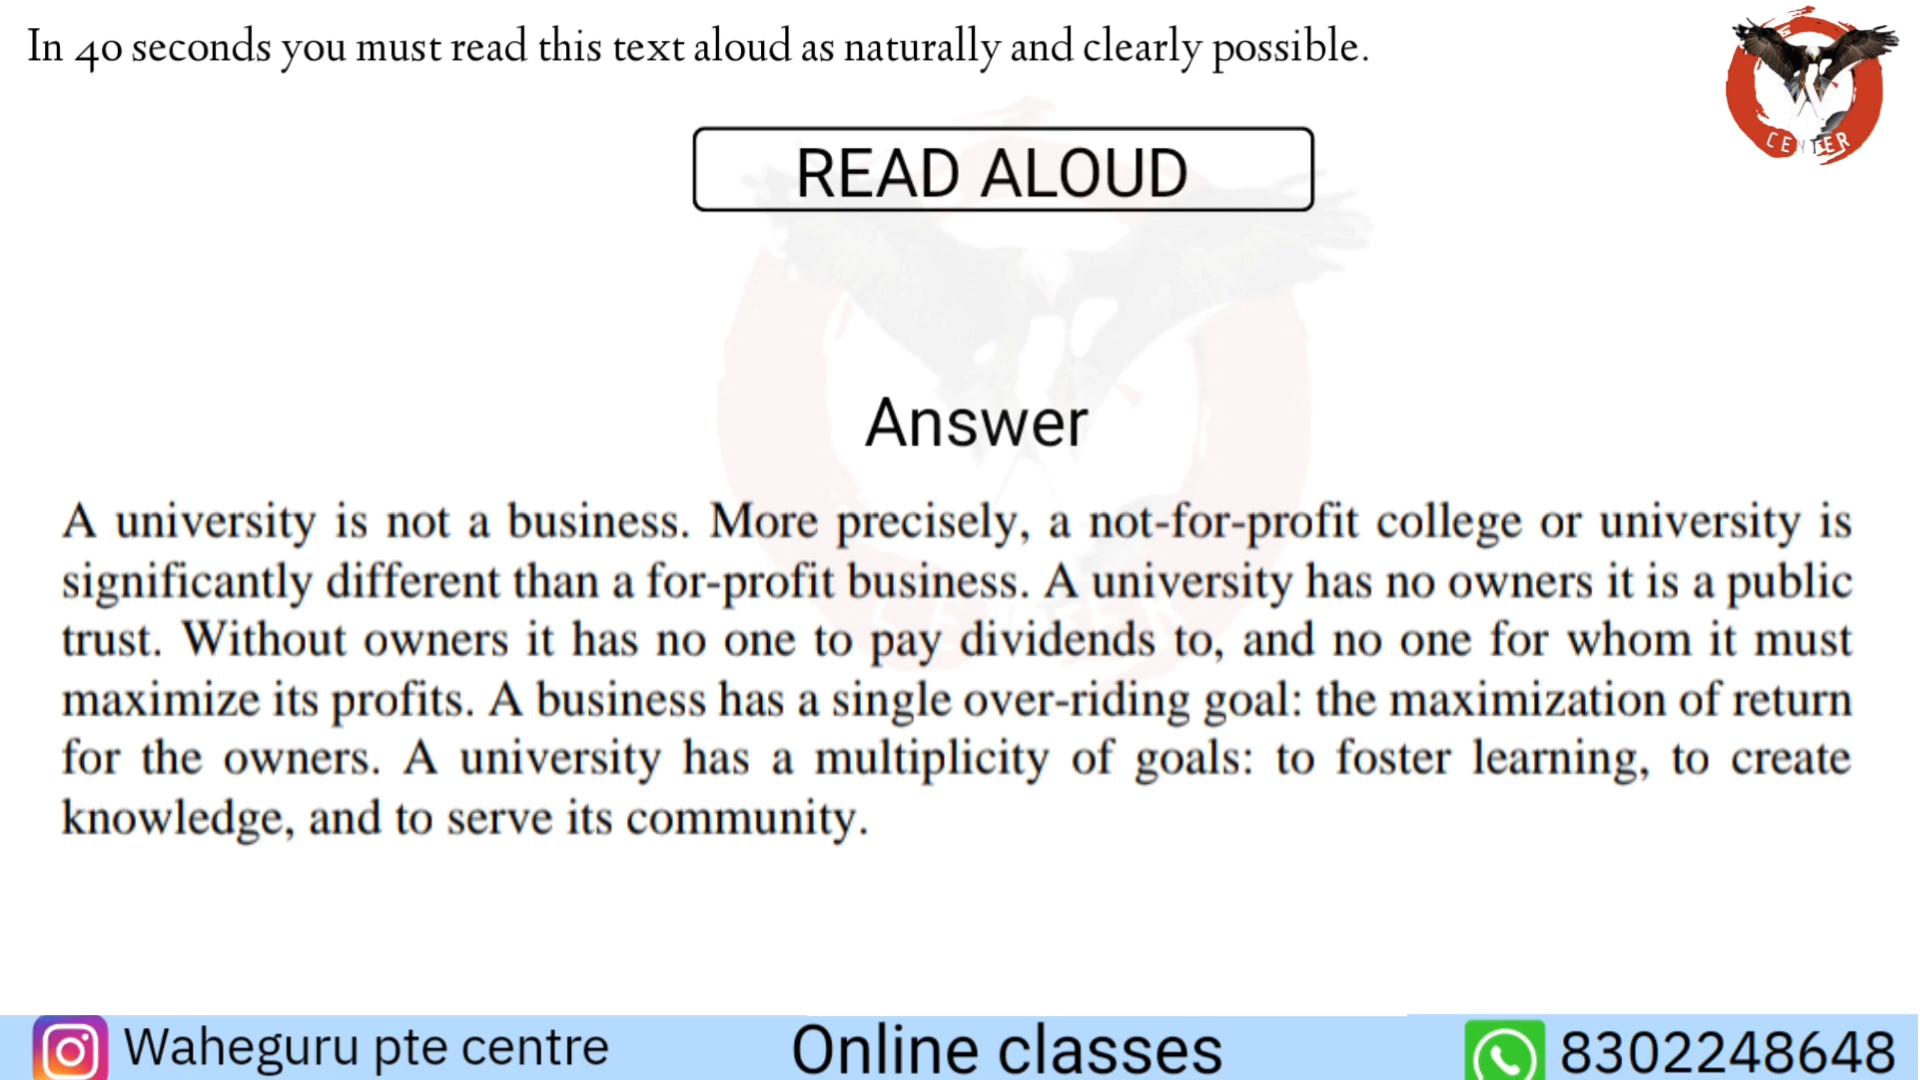 In 40 seconds you must read this text aloud as naturally and clearly possible.
CENTER
READ ALOUD
Answer
A university is not a business. More precisely, a not-for-profit college or university is
significantly different than a for-profit business. A university has no owners it is a public
trust. Without owners it has no one to pay dividends to, and no one for whom it must
maximize its profits. A business has a single over-riding goal: the maximization of return
for the owners. A university has a multiplicity of goals: to foster learning, to create
knowledge, and to serve its community.
Waheguru pte centre
Online classes
8302248648